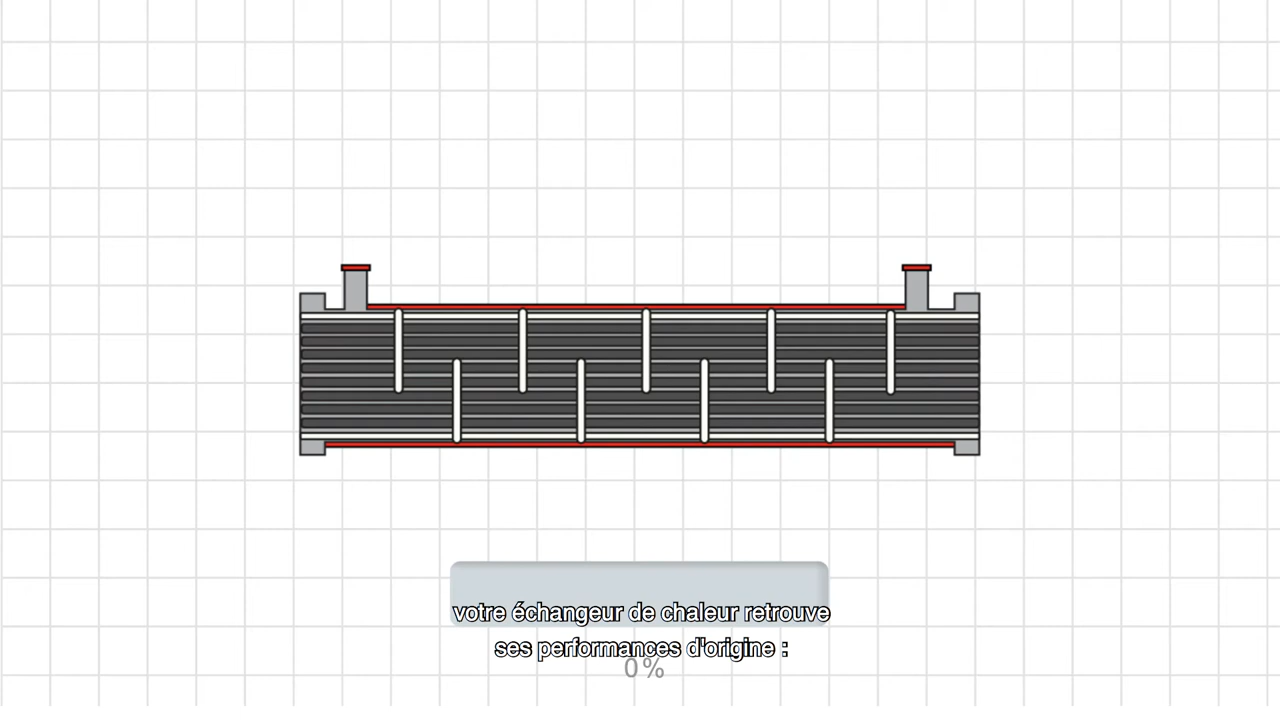 votre échangeur de chaleur retrouve
ses performances d'origine :
0%